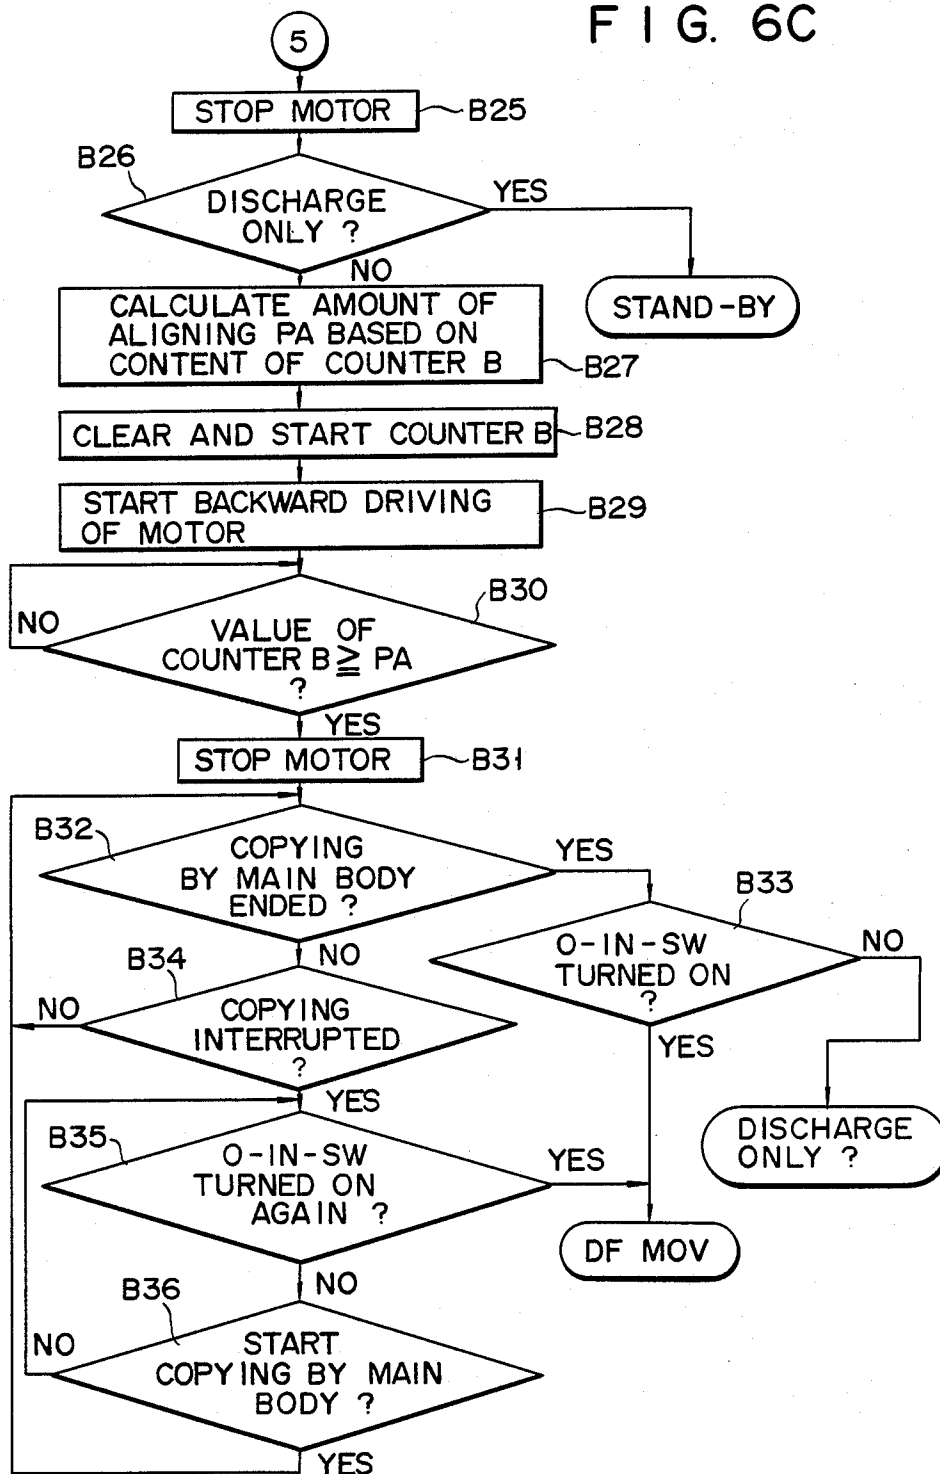 FIG. 6C
5
STOP MOTOR
B25
B26
DISCHARGE
ONLY ?
YES
NO
STAND-BY
CALCULATE AMOUNT OF
ALIGNING PA BASED ON
CONTENT OF COUNTER B
B27
CLEAR AND START COUNTER B
B28
START BACKWARD DRIVING
OF MOTOR
B29
B30
NO
VALUE OF
COUNTER B ≧ PA
?
YES
STOP MOTOR
B31
B32
COPYING
BY MAIN BODY
ENDED ?
YES
NO
B33
O-IN-SW
TURNED ON
?
NO
YES
B34
NO
COPYING
INTERRUPTED
?
YES
DISCHARGE
ONLY ?
B35
O-IN-SW
TURNED ON
AGAIN ?
YES
NO
DF MOV
B36
NO
START
COPYING BY MAIN
BODY ?
YES